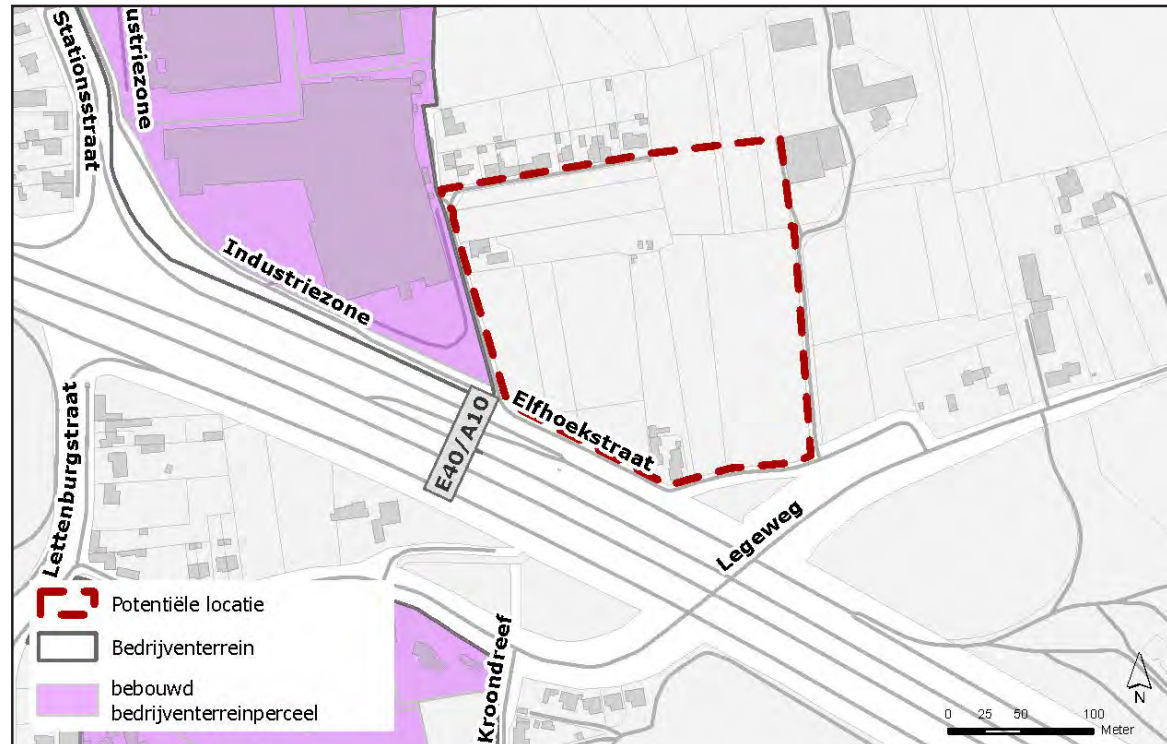 Stationsstraat
ustriezone
Industriezone
E40/A10
Elfhoekstraat
Lettenburgstraat
Legeweg
Kroondreef
Potentiële locatie
Bedrijventerrein
bebouwd
bedrijventerreinperceel
N
0 25 50 100
Meter